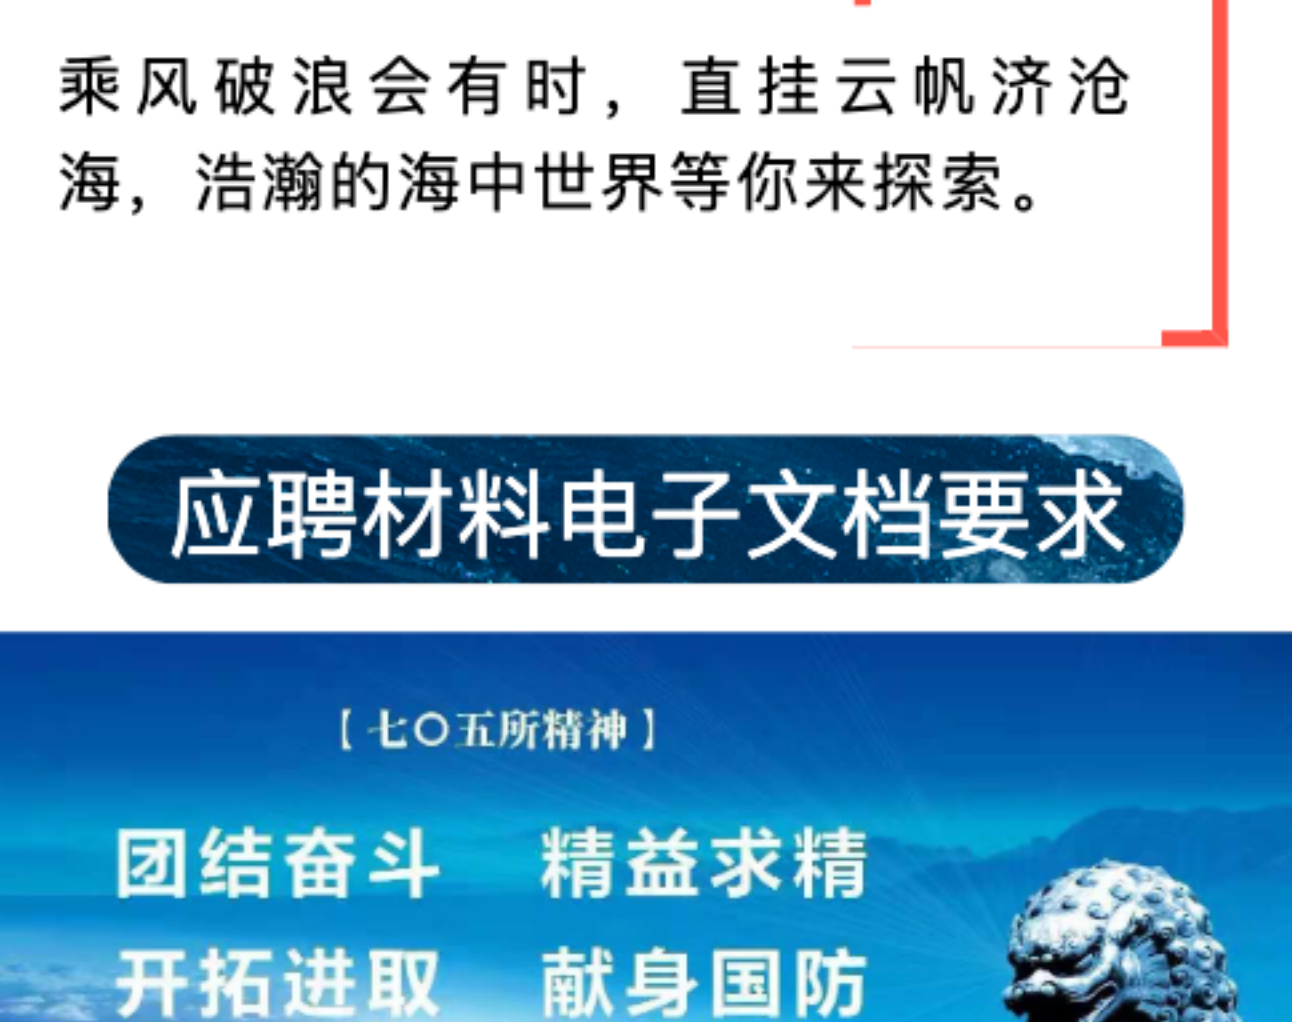 乘风破浪会有时，直挂云帆济沧
海，浩瀚的海中世界等你来探索。
应聘材料电子文档要求
【七〇五所精神】
团结奋斗 精益求精
开拓进取 献身国防